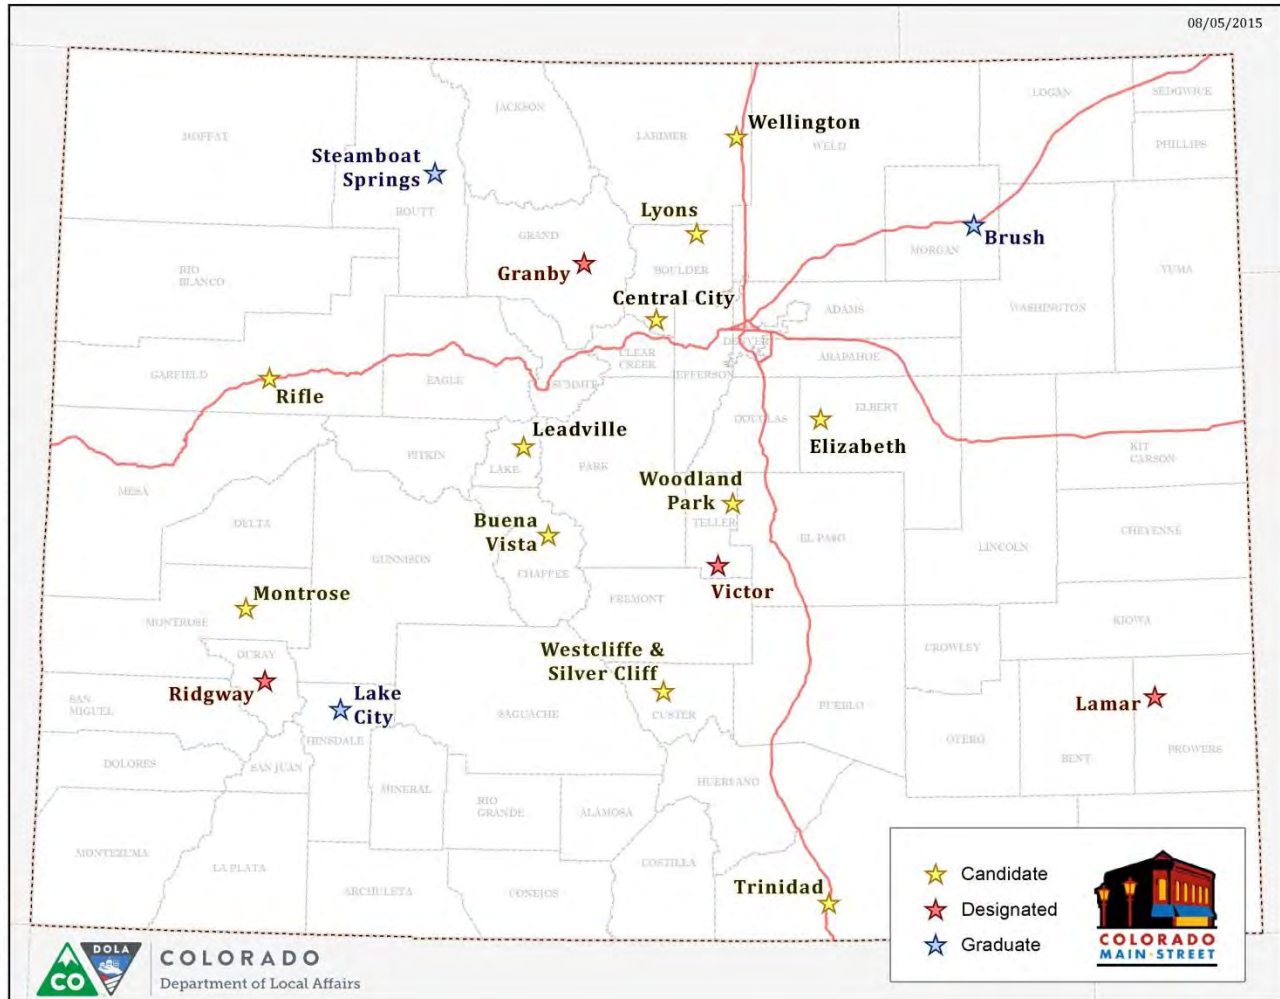 08/05/2015
JACKSON
LOGAN
SEDGWICK
MOFFAT
LARIMER
Wellington
WELD
PHILLIPS
Steamboat
Springs
ROUTT
Lyons
GRAND
Brush
MORGAN
Granby
BOULDER
RIO
BLANCO
YUMA
Central City
WASHINGTON
ADAMS
DENVER
CLEAR
CREEK
ARAPAHOE
GARFIELD
EAGLE
SUMMIT
JEFFERSON
Rifle
ELBERT
DOUGLAS
Leadville
Elizabeth
KIT
CARSON
PITKIN
LAKE
PARK
Woodland
Park
MESA
TELLER
DELTA
Buena
Vista
CHEYENNE
EL PASO
LINCOLN
GUNNISON
CHAFFEE
Montrose
Victor
FREMONT
MONTROSE
KIOWA
CROWLEY
OURAY
Westcliffe &
Silver Cliff
Ridgway
Lake
City
SAN
MIGUEL
Lamar
SAGUACHE
CUSTER
PUEBLO
HINSDALE
OTERO
PROWERS
DOLORES
SAN JUAN
BENT
HUERFANO
MINERAL
RIO
GRANDE
ALAMOSA
MONTEZUMA
LA PLATA
COSTILLA
ARCHULETA
CONEJOS
Trinidad
Candidate
Designated
Graduate
COLORADO
MAIN·STREET
CO
DOLA
COLORADO
Department of Local Affairs